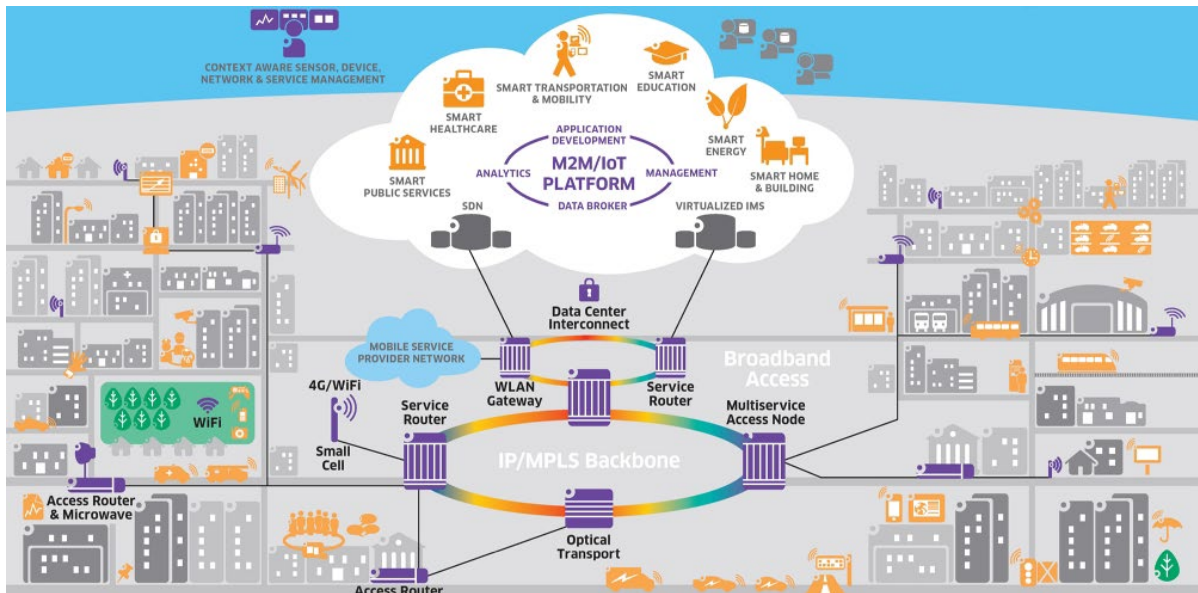 CONTEXT AWARE SENSOR, DEVICE,
NETWORK & SERVICE MANAGEMENT
SMART TRANSPORTATION
& MOBILITY
SMART
EDUCATION
SMART
HEALTHCARE
SMART
ENERGY
SMART
PUBLIC SERVICES
SMART HOME
& BUILDING
APPLICATION
DEVELOPMENT
ANALYTICS
M2M/IoT
PLATFORM
MANAGEMENT
DATA BROKER
SDN
VIRTUALIZED IMS
Data Center
Interconnect
MOBILE SERVICE
PROVIDER NETWORK
WLAN
Gateway
Service
Router
Broadband
Access
4G/WiFi
Small
Cell
Service
Router
Multiservice
Access Node
IP/MPLS Backbone
WiFi
Access Router
& Microwave
Optical
Transport
Access Router